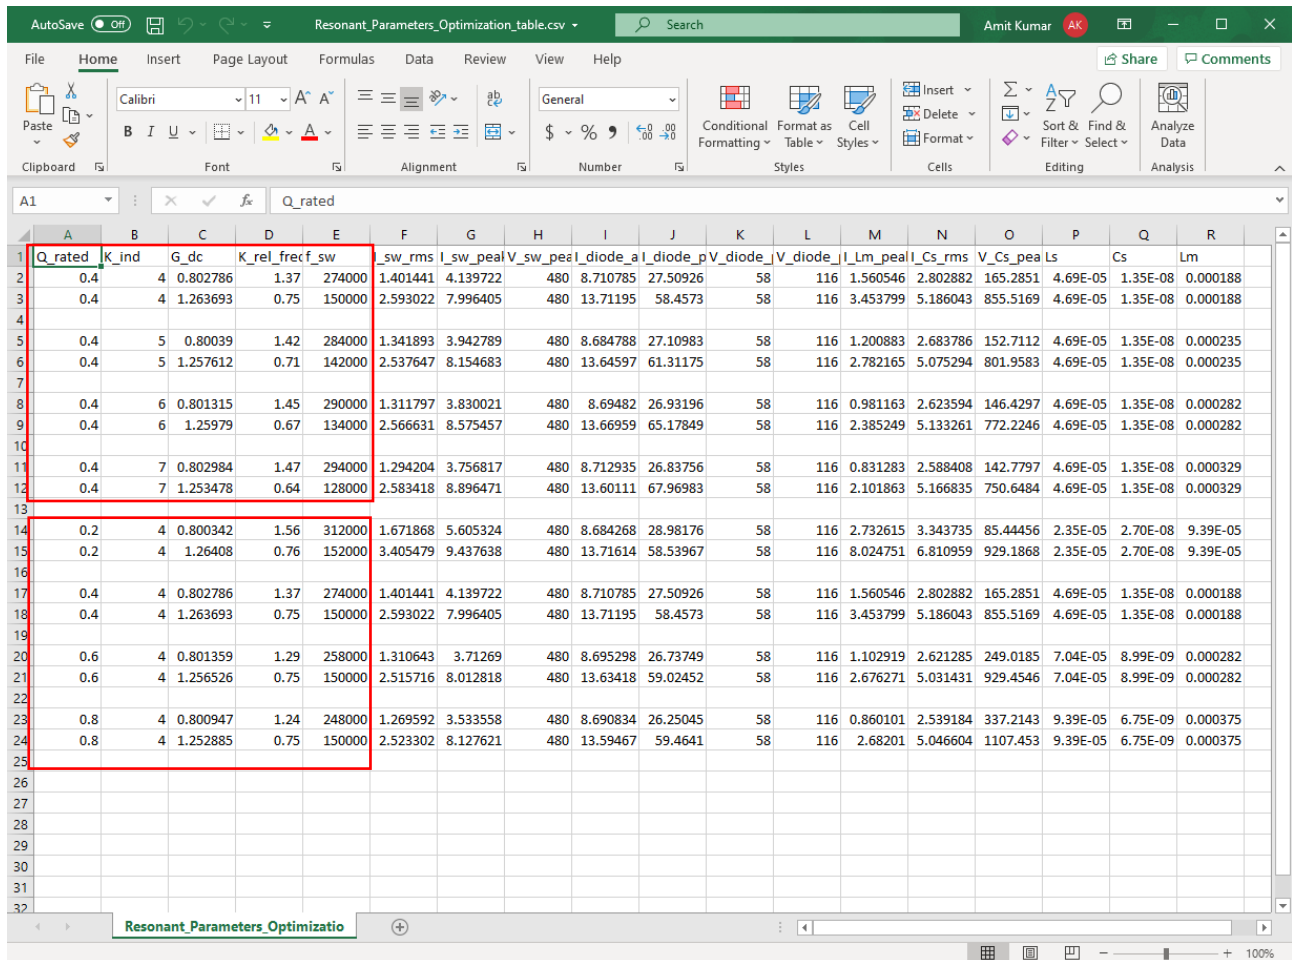 AutoSave Off Resonant_Parameters_Optimization_table.csv Search Amit Kumar AK
File Home Insert Page Layout Formulas Data Review View Help Share Comments
Calibri 11 A^ Aˇ ab General Insert
Paste Conditional Format as Cell Delete Sort & Find & Analyze
B I U A $ % 9 Formatting Table Styles Format Filter Select Data
Clipboard Font Alignment Number Styles Cells Editing Analysis
A1 fx Q_rated
A B C D E F G H I J K L M N O P Q R
1 Q_rated K_ind G_dc K_rel_frec f_sw I_sw_rms I_sw_peal V_sw_pea I_diode_a I_diode_p V_diode_ V_diode_ I_Lm_peal I_Cs_rms V_Cs_pea Ls Cs Lm
2 0.4 4 0.802786 1.37 274000 1.401441 4.139722 480 8.710785 27.50926 58 116 1.560546 2.802882 165.2851 4.69E-05 1.35E-08 0.000188
3 0.4 4 1.263693 0.75 150000 2.593022 7.996405 480 13.71195 58.4573 58 116 3.453799 5.186043 855.5169 4.69E-05 1.35E-08 0.000188
4
5 0.4 5 0.80039 1.42 284000 1.341893 3.942789 480 8.684788 27.10983 58 116 1.200883 2.683786 152.7112 4.69E-05 1.35E-08 0.000235
6 0.4 5 1.257612 0.71 142000 2.537647 8.154683 480 13.64597 61.31175 58 116 2.782165 5.075294 801.9583 4.69E-05 1.35E-08 0.000235
7
8 0.4 6 0.801315 1.45 290000 1.311797 3.830021 480 8.69482 26.93196 58 116 0.981163 2.623594 146.4297 4.69E-05 1.35E-08 0.000282
9 0.4 6 1.25979 0.67 134000 2.566631 8.575457 480 13.66959 65.17849 58 116 2.385249 5.133261 772.2246 4.69E-05 1.35E-08 0.000282
10
11 0.4 7 0.802984 1.47 294000 1.294204 3.756817 480 8.712935 26.83756 58 116 0.831283 2.588408 142.7797 4.69E-05 1.35E-08 0.000329
12 0.4 7 1.253478 0.64 128000 2.583418 8.896471 480 13.60111 67.96983 58 116 2.101863 5.166835 750.6484 4.69E-05 1.35E-08 0.000329
13
14 0.2 4 0.800342 1.56 312000 1.671868 5.605324 480 8.684268 28.98176 58 116 2.732615 3.343735 85.44456 2.35E-05 2.70E-08 9.39E-05
15 0.2 4 1.26408 0.76 152000 3.405479 9.437638 480 13.71614 58.53967 58 116 8.024751 6.810959 929.1868 2.35E-05 2.70E-08 9.39E-05
16
17 0.4 4 0.802786 1.37 274000 1.401441 4.139722 480 8.710785 27.50926 58 116 1.560546 2.802882 165.2851 4.69E-05 1.35E-08 0.000188
18 0.4 4 1.263693 0.75 150000 2.593022 7.996405 480 13.71195 58.4573 58 116 3.453799 5.186043 855.5169 4.69E-05 1.35E-08 0.000188
19
20 0.6 4 0.801359 1.29 258000 1.310643 3.71269 480 8.695298 26.73749 58 116 1.102919 2.621285 249.0185 7.04E-05 8.99E-09 0.000282
21 0.6 4 1.256526 0.75 150000 2.515716 8.012818 480 13.63418 59.02452 58 116 2.676271 5.031431 929.4546 7.04E-05 8.99E-09 0.000282
22
23 0.8 4 0.800947 1.24 248000 1.269592 3.533558 480 8.690834 26.25045 58 116 0.860101 2.539184 337.2143 9.39E-05 6.75E-09 0.000375
24 0.8 4 1.252885 0.75 150000 2.523302 8.127621 480 13.59467 59.4641 58 116 2.68201 5.046604 1107.453 9.39E-05 6.75E-09 0.000375
25
26
27
28
29
30
31
32
Resonant_Parameters_Optimizatio
100%